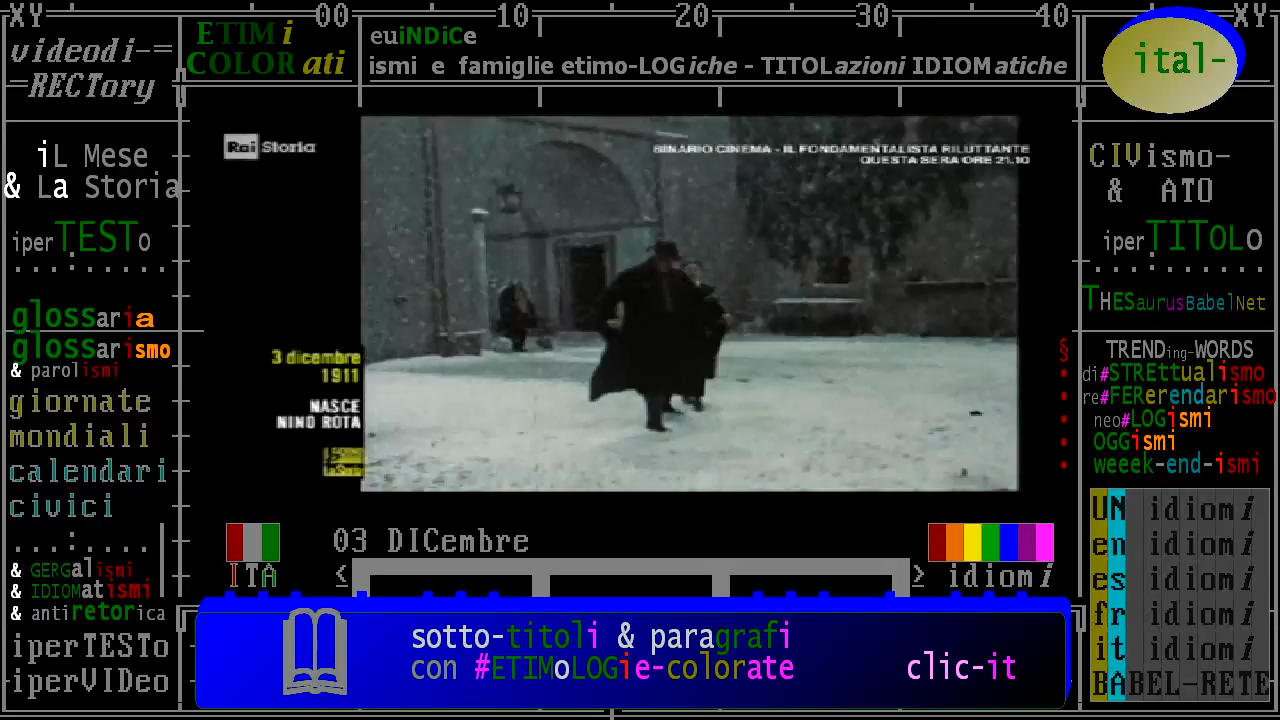 XY 00 10 20 30 40 XY
videodi-=
=RECTory
ETIMi
COLORati
euiNDiCe
ismi e famiglie etimo-LOGiche - TITOLazioni IDIOMatiche
ital-
iL Mese
& La Storia
iperTESTo
....:....
glossaria
glossarismo
& parolismi
giornate
mondiali
calendari
civici
....:....
& GERGalismi
& IDIOMatismi
& antiretorica
iperTESTo
iperVIDeo
Rai Storia
BINARIO CINEMA - IL FONDAMENTALISTA RILUTTANTE
QUESTA SERA ORE 21.10
3 dicembre
1911
NASCE
NINO ROTA
03 DICembre
ITA
< > idiomi
sotto-titoli & paragrafi
con #ETIMoLOGie-colorate clic-it
CIVismo-
& ATO
iperTITOLo
....:....
THESaurusBabelNet
§ TRENDing-WORDS
• di#STREttualismo
• re#FERerendarismo
• neo#LOGismi
• OGGismi
• weeek-end-ismi
UN idiomi
en idiomi
es idiomi
fr idiomi
it idiomi
BABEL-RETE